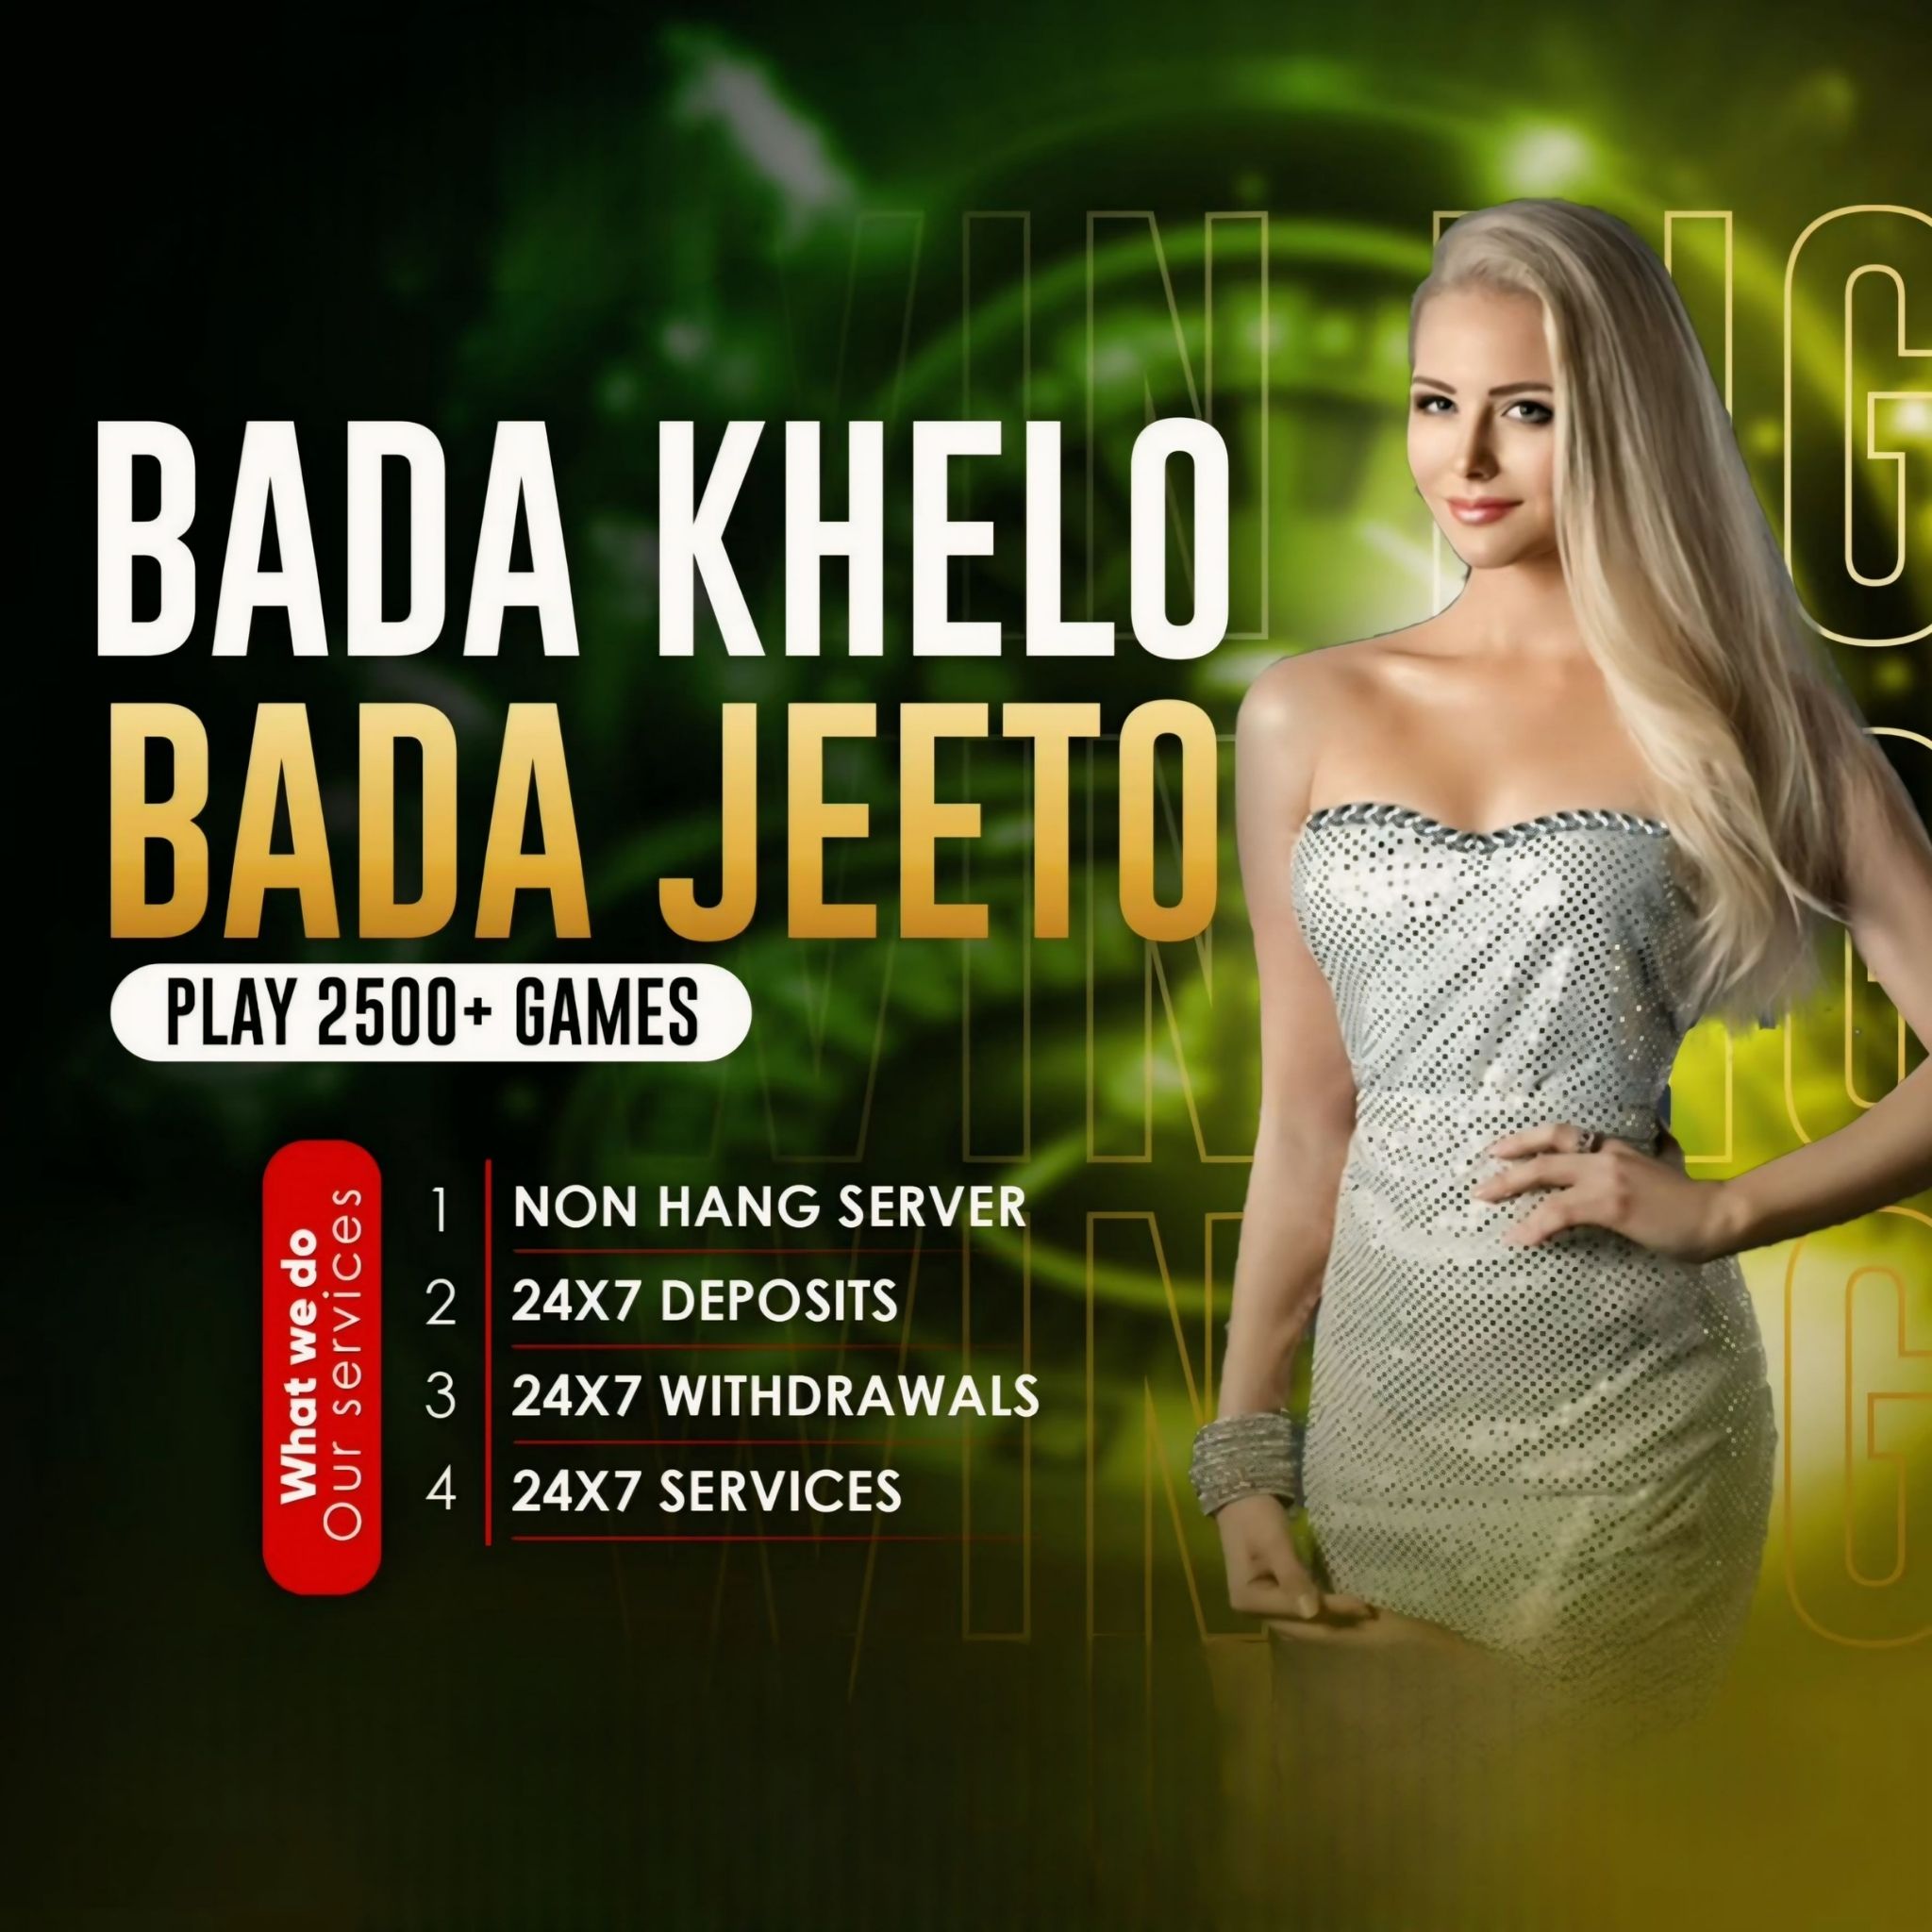 BADA KHELO
BADA JEETO
PLAY 2500+ GAMES
What we do
Our services
1 NON HANG SERVER
2 24X7 DEPOSITS
3 24X7 WITHDRAWALS
4 24X7 SERVICES